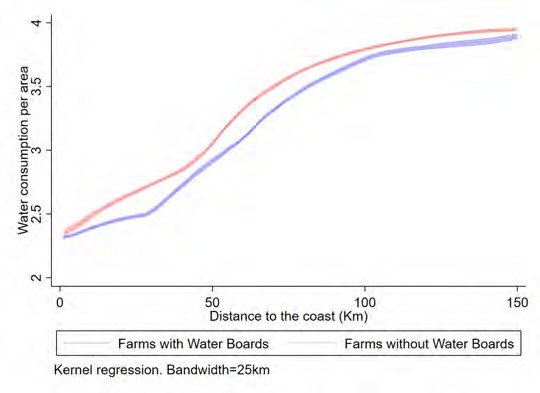 Water consumption per area
4
3.5
3
2.5
2
0 50 100 150
Distance to the coast (Km)
Farms with Water Boards Farms without Water Boards
Kernel regression. Bandwidth=25km